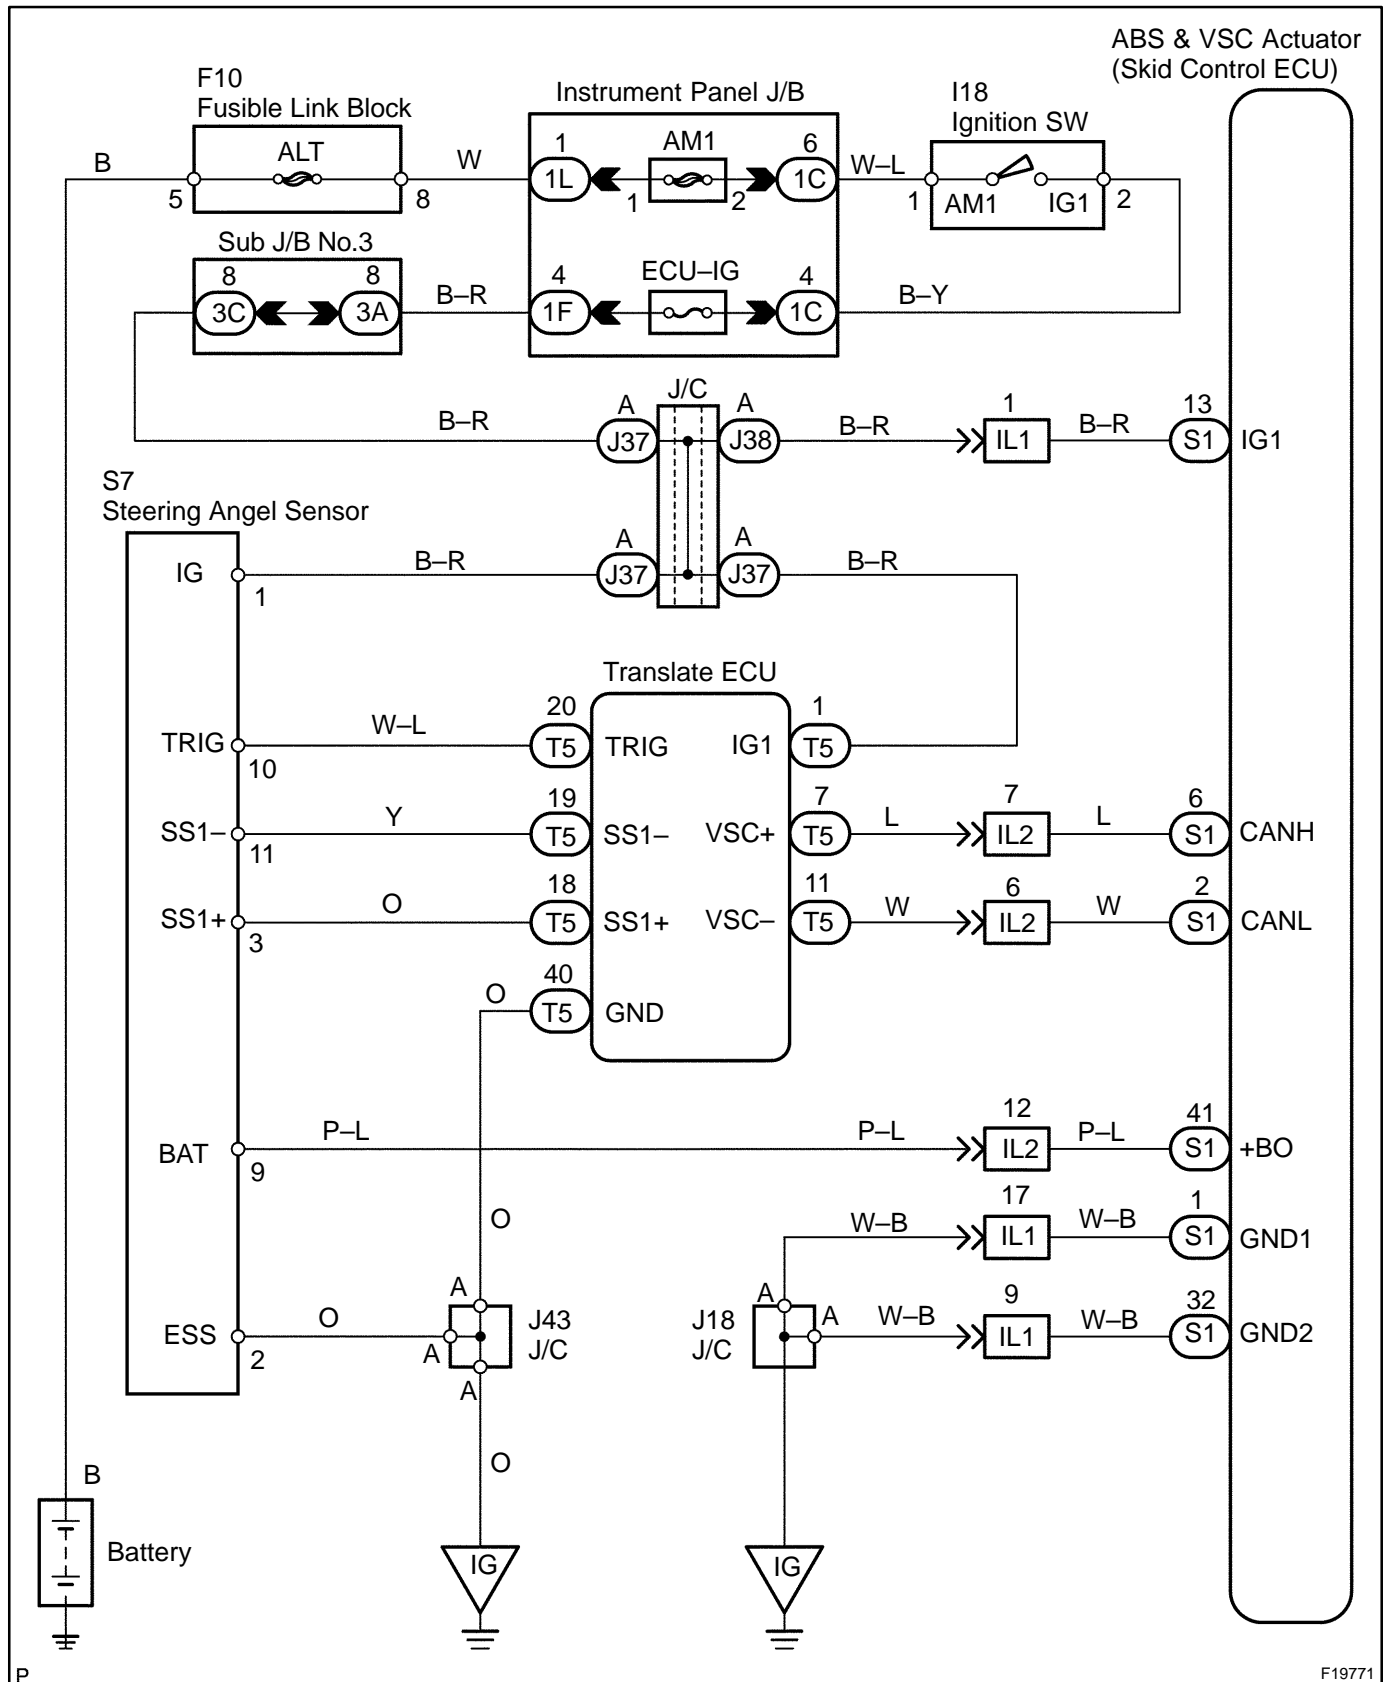 ABS & VSC Actuator
(Skid Control ECU)
F10
Fusible Link Block
Instrument Panel J/B
I18
Ignition SW
B
ALT
W
1
AM1
6
W–L
1L
1C
5
8
1
2
1
AM1
IG1
2
Sub J/B No.3
8
8
B–R
4
ECU–IG
4
B–Y
3C
3A
1F
1C
J/C
B–R
A
A
B–R
1
B–R
13
J37
J38
IL1
S1
IG1
S7
Steering Angel Sensor
IG
B–R
A
A
B–R
1
J37
J37
Translate ECU
20
1
TRIG
W–L
T5
TRIG
IG1
T5
10
19
7
7
6
SS1–
Y
T5
SS1–
VSC+
T5
L
IL2
L
S1
CANH
11
18
11
6
2
SS1+
O
T5
SS1+
VSC–
T5
W
IL2
W
S1
CANL
3
40
O
T5
GND
12
41
BAT
P–L
P–L
IL2
P–L
S1
+BO
9
17
1
O
W–B
IL1
W–B
S1
GND1
A
A
9
32
ESS
O
J43
J/C
J18
J/C
A
W–B
IL1
W–B
S1
GND2
2
A
A
O
B
Battery
IG
IG
P
F19771